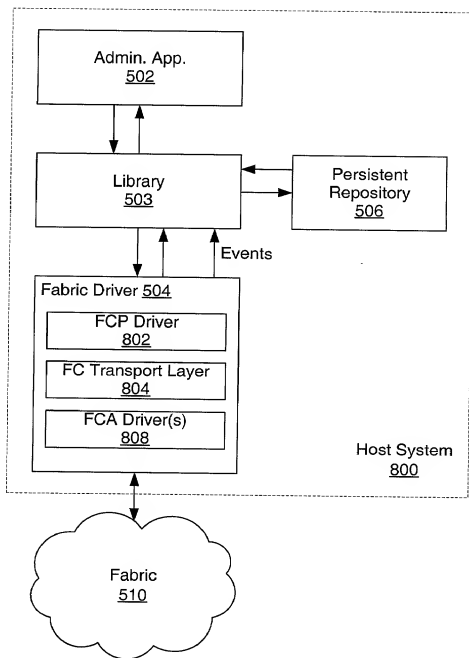 Admin. App.
502
Library
503
Persistent
Repository
506
Events
Fabric Driver 504
FCP Driver
802
FC Transport Layer
804
FCA Driver(s)
808
Host System
800
Fabric
510